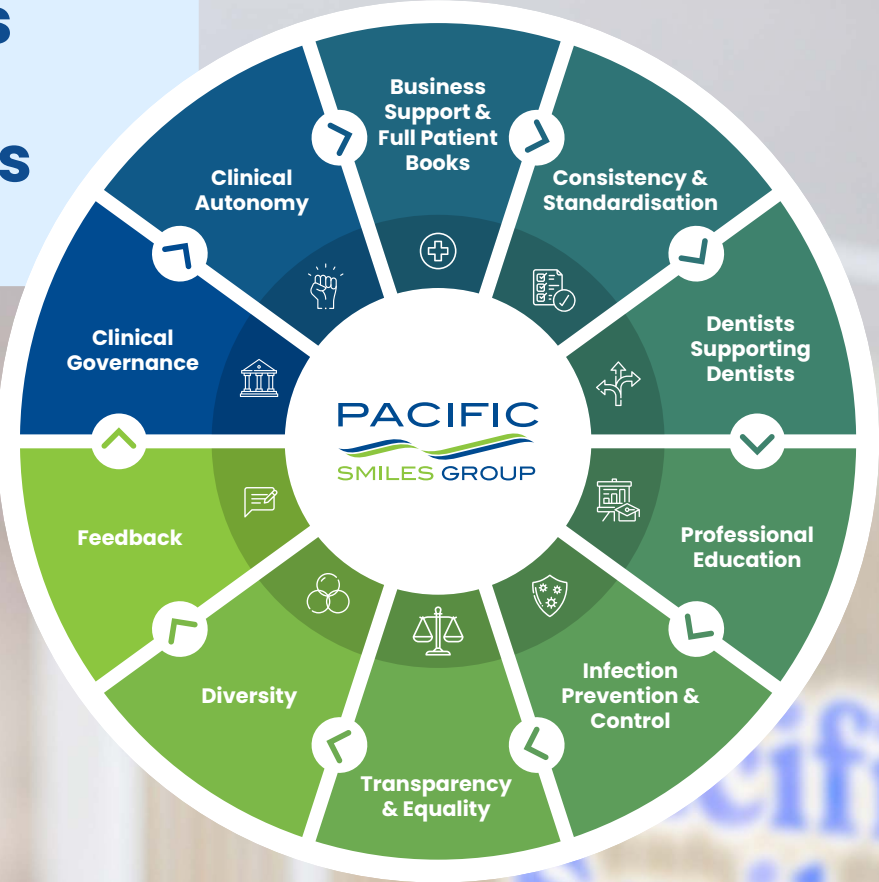 s
s
Business
Support &
Full Patient
Books
Consistency &
Standardisation
Dentists
Supporting
Dentists
Professional
Education
Infection
Prevention &
Control
Transparency
& Equality
Diversity
Feedback
Clinical
Governance
Clinical
Autonomy
PACIFIC
SMILES GROUP